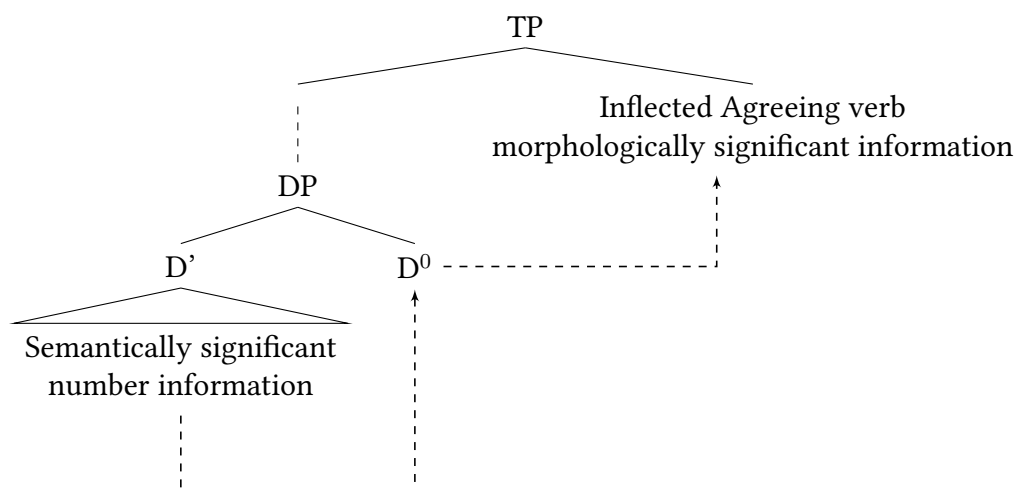 TP
Inflected Agreeing verb
morphologically significant information
DP
D’
D⁰
Semantically significant
number information